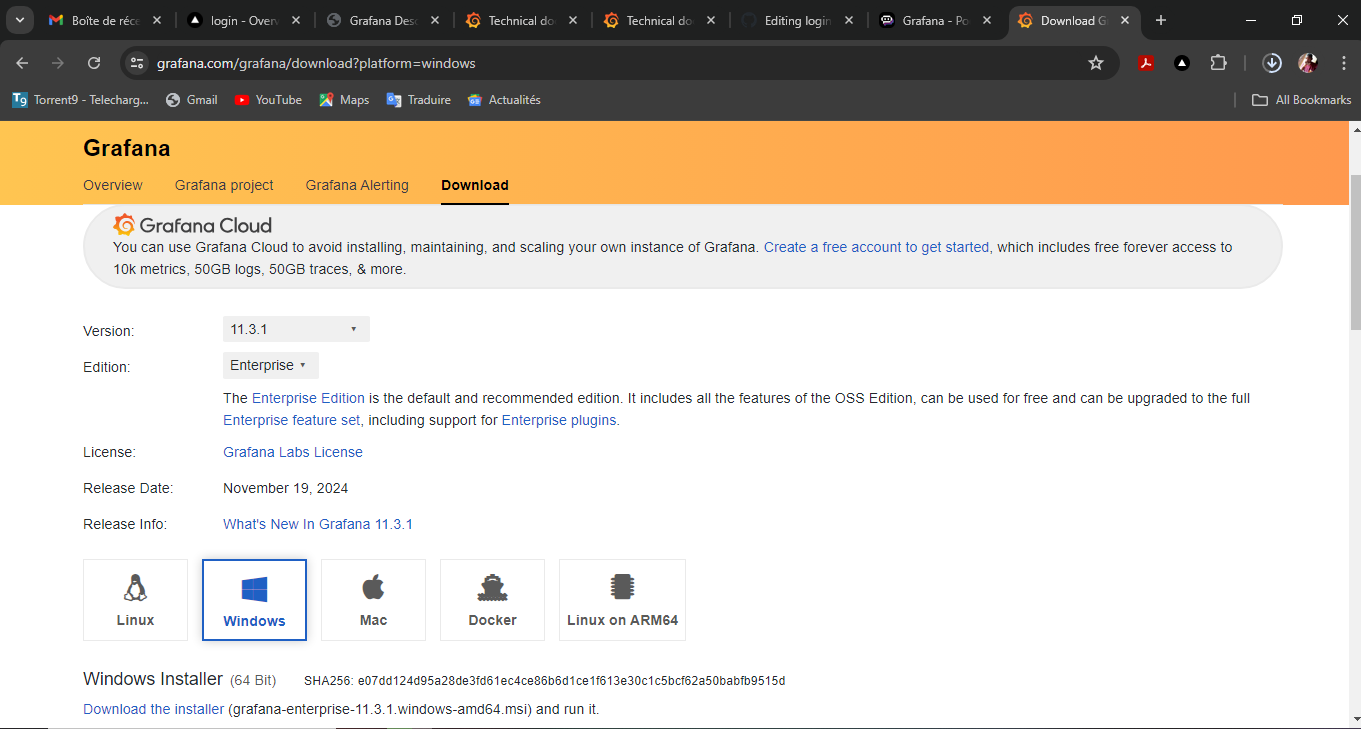 Boîte de réce
login - Overv
Grafana Desc
Technical do
Technical do
Editing login
Grafana - Po
Download G
grafana.com/grafana/download?platform=windows
T9 Torrent9 - Telecharg...
Gmail
YouTube
Maps
Traduire
Actualités
All Bookmarks
Grafana
Overview
Grafana project
Grafana Alerting
Download
Grafana Cloud
You can use Grafana Cloud to avoid installing, maintaining, and scaling your own instance of Grafana. Create a free account to get started, which includes free forever access to
10k metrics, 50GB logs, 50GB traces, & more.
Version: 11.3.1
Edition: Enterprise
The Enterprise Edition is the default and recommended edition. It includes all the features of the OSS Edition, can be used for free and can be upgraded to the full
Enterprise feature set, including support for Enterprise plugins.
License: Grafana Labs License
Release Date: November 19, 2024
Release Info: What's New In Grafana 11.3.1
Linux
Windows
Mac
Docker
Linux on ARM64
Windows Installer (64 Bit) SHA256: e07dd124d95a28de3fd61ec4ce86b6d1ce1f613e30c1c5bcf62a50babfb9515d
Download the installer (grafana-enterprise-11.3.1.windows-amd64.msi) and run it.